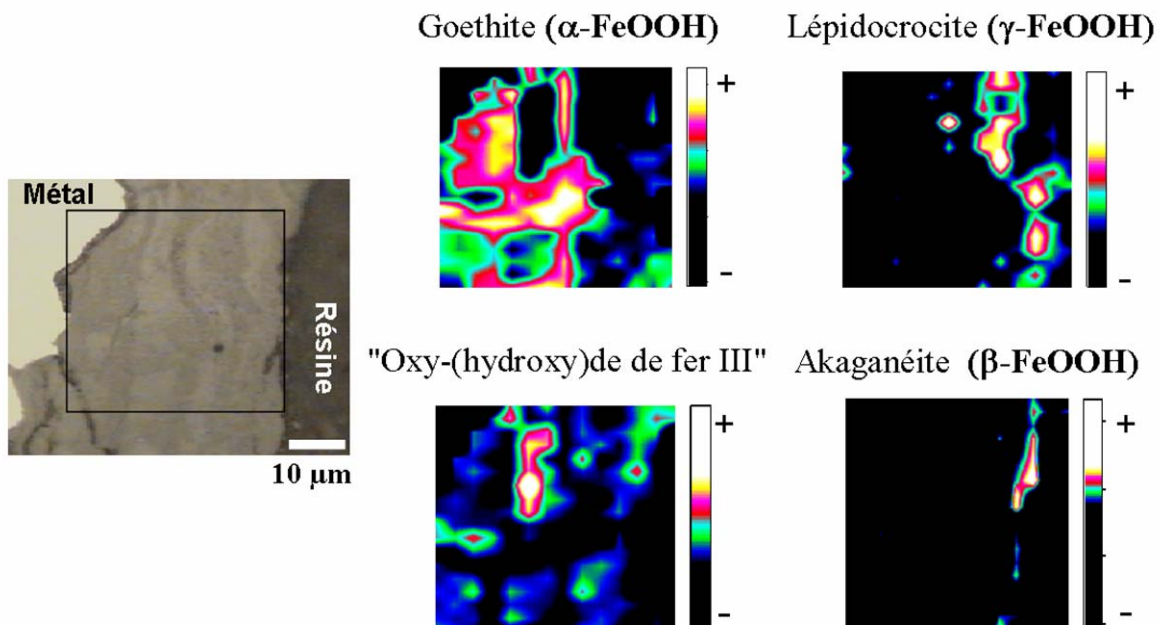 Goethite (α-FeOOH)
Lépidocrocite (γ-FeOOH)
+
-
+
-
Métal
Résine
10 µm
"Oxy-(hydroxy)de de fer III"
Akaganéite (β-FeOOH)
+
-
+
-